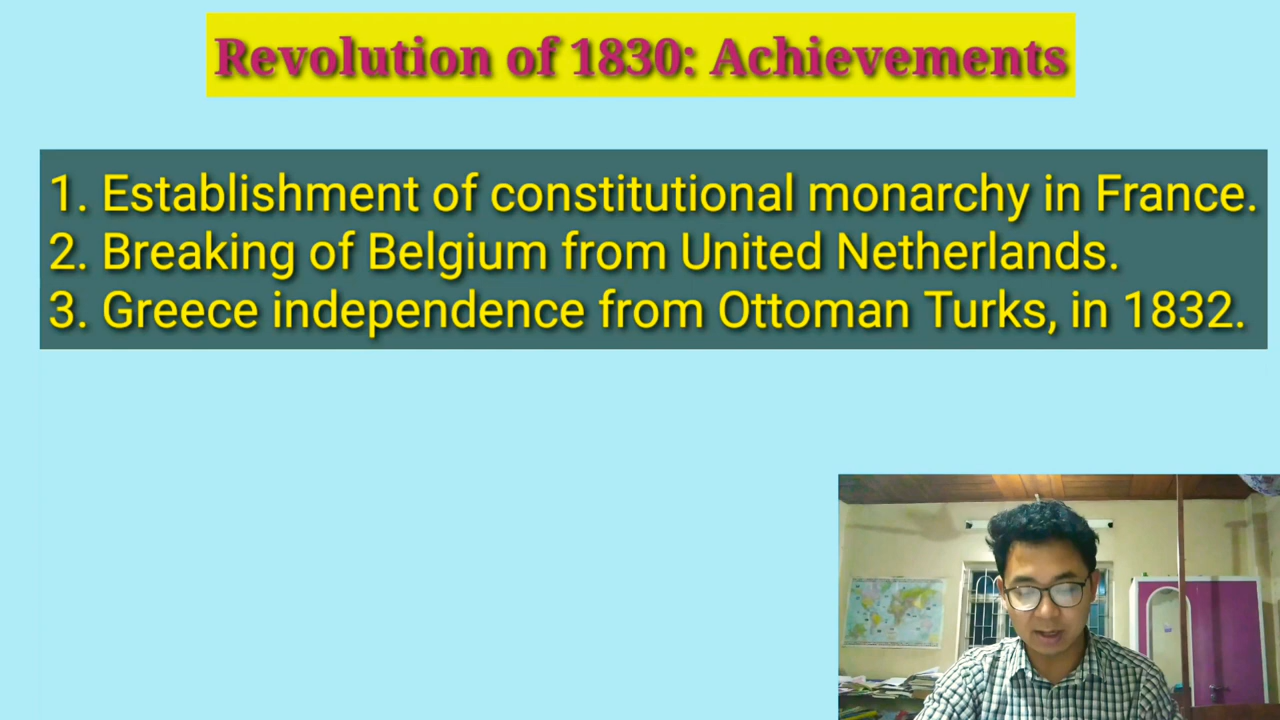 Revolution of 1830: Achievements
1. Establishment of constitutional monarchy in France.
2. Breaking of Belgium from United Netherlands.
3. Greece independence from Ottoman Turks, in 1832.